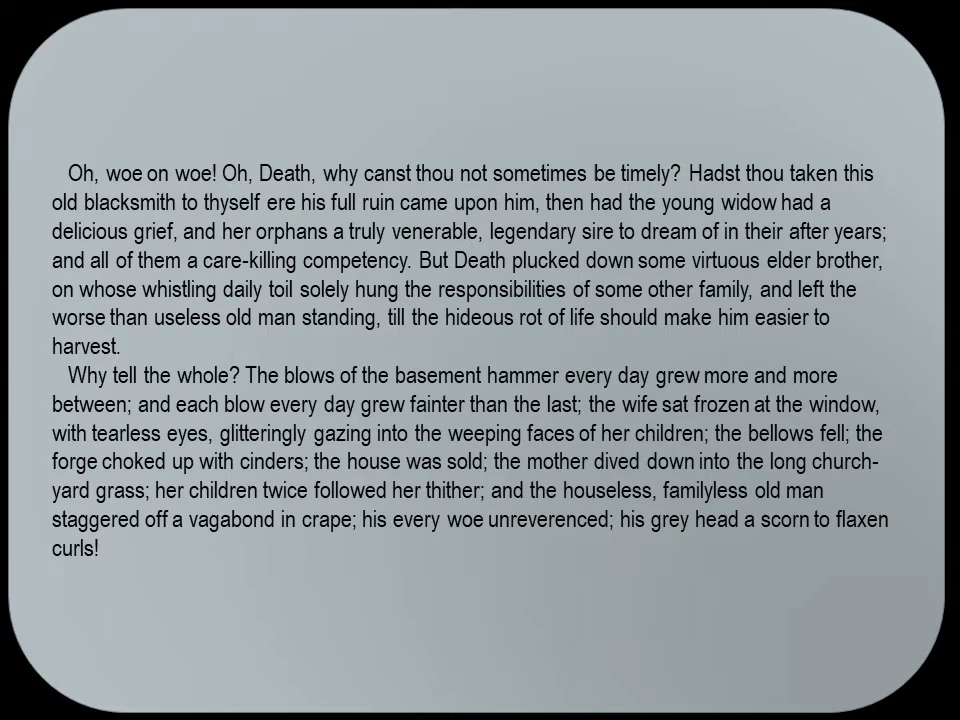 Oh, woe on woe! Oh, Death, why canst thou not sometimes be timely? Hadst thou taken this
old blacksmith to thyself ere his full ruin came upon him, then had the young widow had a
delicious grief, and her orphans a truly venerable, legendary sire to dream of in their after years;
and all of them a care-killing competency. But Death plucked down some virtuous elder brother,
on whose whistling daily toil solely hung the responsibilities of some other family, and left the
worse than useless old man standing, till the hideous rot of life should make him easier to
harvest.
Why tell the whole? The blows of the basement hammer every day grew more and more
between; and each blow every day grew fainter than the last; the wife sat frozen at the window,
with tearless eyes, glitteringly gazing into the weeping faces of her children; the bellows fell; the
forge choked up with cinders; the house was sold; the mother dived down into the long church-
yard grass; her children twice followed her thither; and the houseless, familyless old man
staggered off a vagabond in crape; his every woe unreverenced; his grey head a scorn to flaxen
curls!